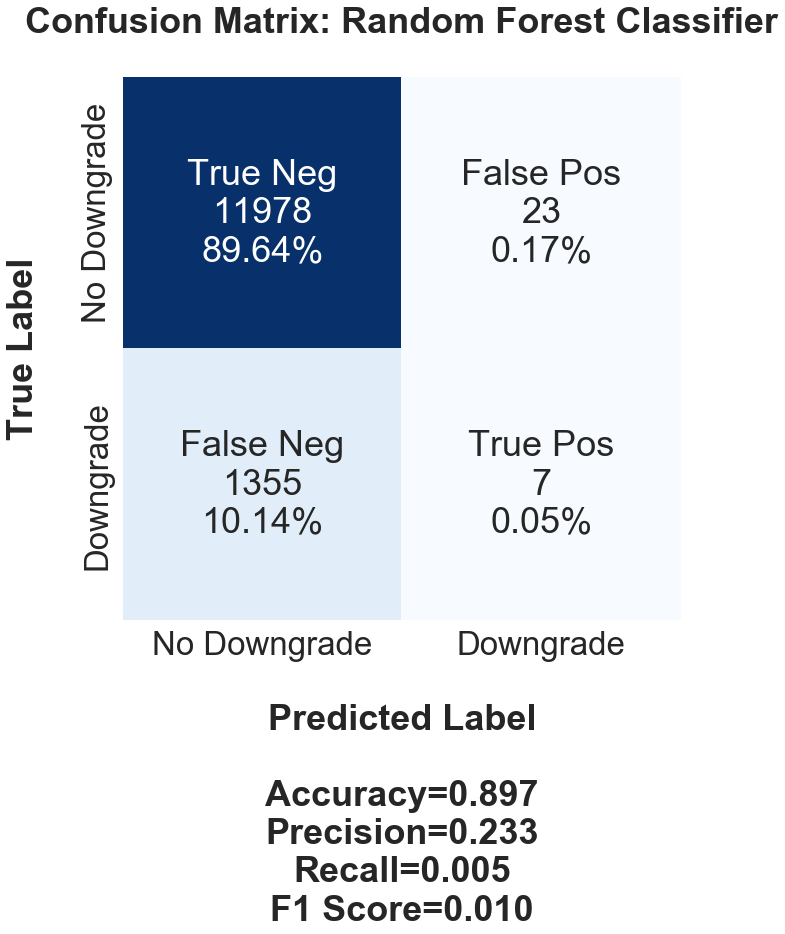 Confusion Matrix: Random Forest Classifier
True Label
No Downgrade
True Neg
11978
89.64%
False Pos
23
0.17%
Downgrade
False Neg
1355
10.14%
True Pos
7
0.05%
No Downgrade
Downgrade
Predicted Label
Accuracy=0.897
Precision=0.233
Recall=0.005
F1 Score=0.010